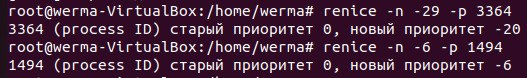 root@werma-VirtualBox:/home/werma# renice -n -29 -p 3364
3364 (process ID) старый приоритет 0, новый приоритет -20
root@werma-VirtualBox:/home/werma# renice -n -6 -p 1494
1494 (process ID) старый приоритет 0, новый приоритет -6